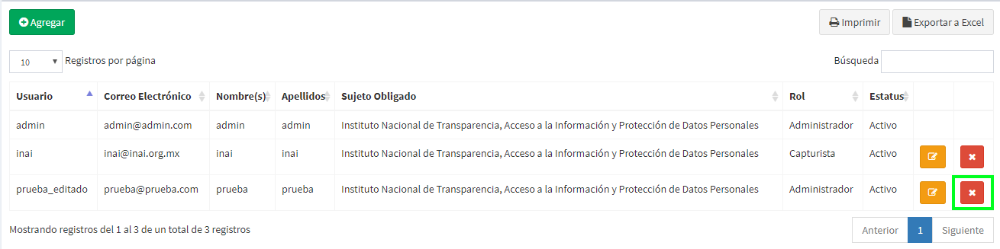 Agregar
Imprimir Exportar a Excel
10 Registros por página Búsqueda
Usuario Correo Electrónico Nombre(s) Apellidos Sujeto Obligado Rol Estatus
admin admin@admin.com admin admin Instituto Nacional de Transparencia, Acceso a la Información y Protección de Datos Personales Administrador Activo
inai inai@inai.org.mx inai inai Instituto Nacional de Transparencia, Acceso a la Información y Protección de Datos Personales Capturista Activo
prueba_editado prueba@prueba.com prueba prueba Instituto Nacional de Transparencia, Acceso a la Información y Protección de Datos Personales Administrador Activo
Mostrando registros del 1 al 3 de un total de 3 registros
Anterior 1 Siguiente